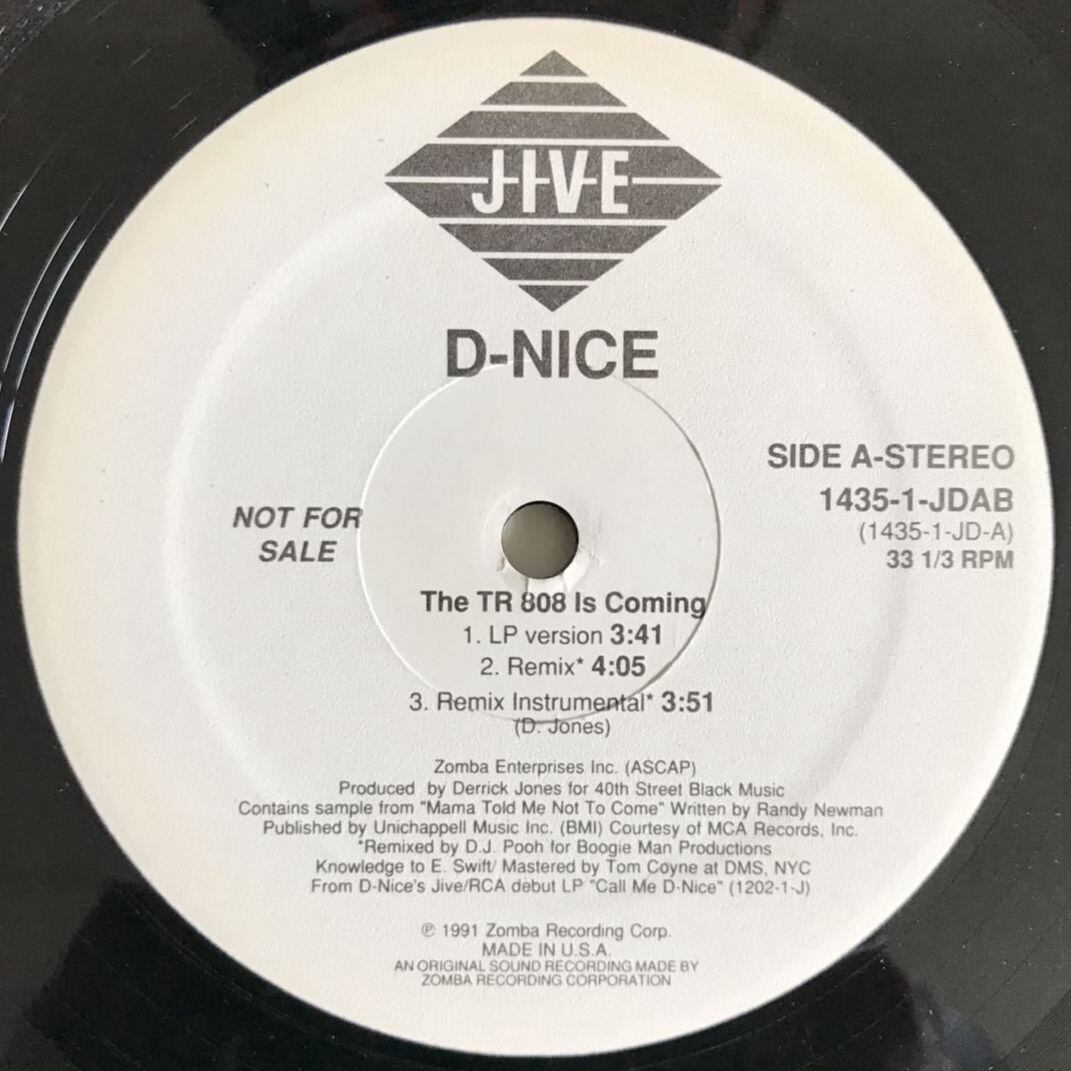 JIVE
D-NICE
SIDE A-STEREO
1435-1-JDAB
(1435-1-JD-A)
33 1/3 RPM
NOT FOR
SALE
The TR 808 Is Coming
1. LP version 3:41
2. Remix* 4:05
3. Remix Instrumental* 3:51
(D. Jones)
Zomba Enterprises Inc. (ASCAP)
Produced by Derrick Jones for 40th Street Black Music
Contains sample from "Mama Told Me Not To Come" Written by Randy Newman
Published by Unichappell Music Inc. (BMI) Courtesy of MCA Records, Inc.
*Remixed by D.J. Pooh for Boogie Man Productions
Knowledge to E. Swift/ Mastered by Tom Coyne at DMS, NYC
From D-Nice's Jive/RCA debut LP "Call Me D-Nice" (1202-1-J)
℗ 1991 Zomba Recording Corp.
MADE IN U.S.A.
AN ORIGINAL SOUND RECORDING MADE BY
ZOMBA RECORDING CORPORATION